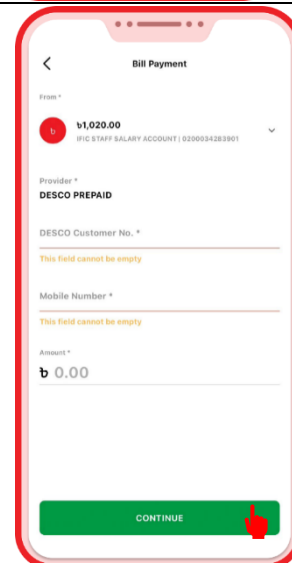 Bill Payment
From *
৳
৳1,020.00
IFIC STAFF SALARY ACCOUNT | 0200034283901
Provider *
DESCO PREPAID
DESCO Customer No. *
This field cannot be empty
Mobile Number *
This field cannot be empty
Amount *
৳ 0.00
CONTINUE